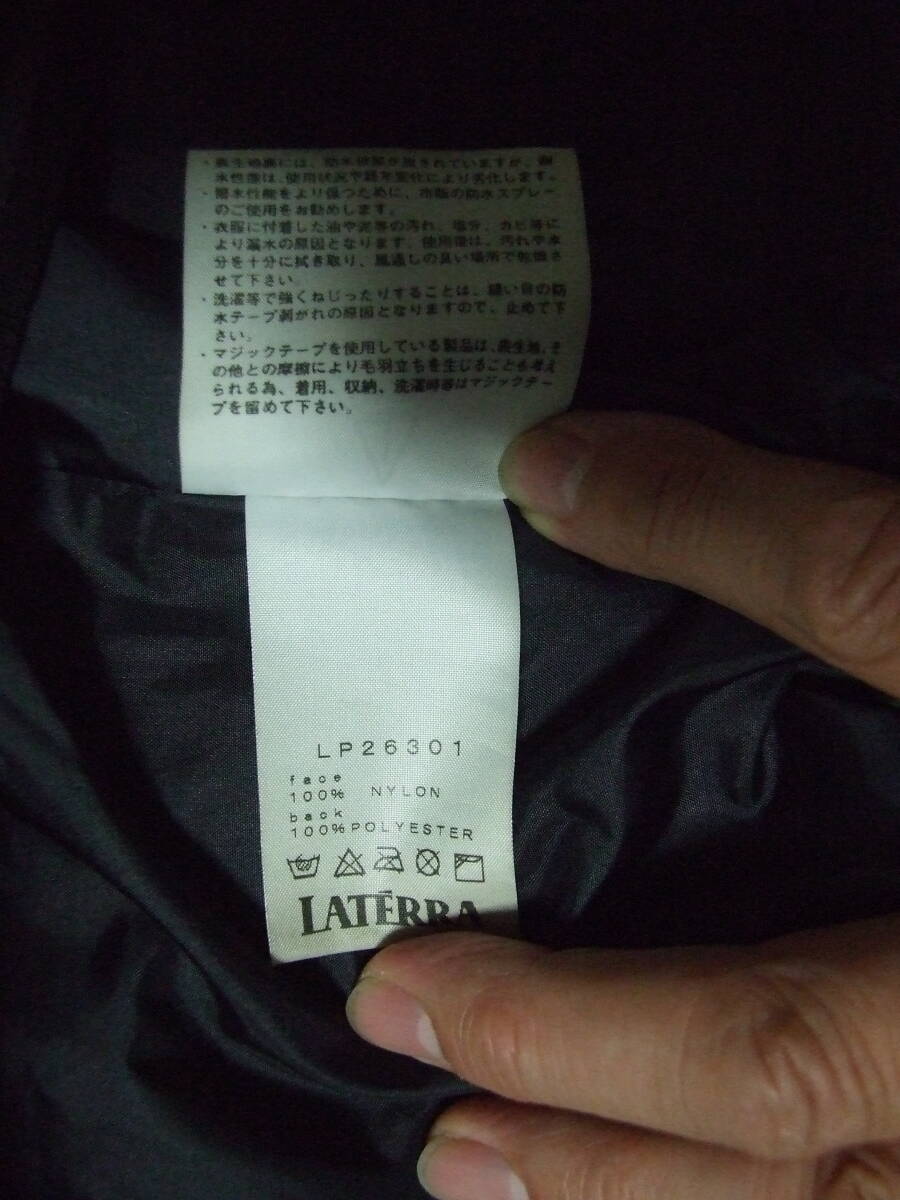 ・表生地裏には、防水加工が施されていますが、耐
水性能は、使用状況や経年変化により劣化します。
・撥水性能をより保つために、市販の防水スプレー
のご使用をお勧めします。
・衣服に付着した油や泥等の汚れ、塩分、カビ等に
より漏水の原因となります。使用後は、汚れや水
分を十分に拭き取り、風通しの良い場所で乾燥さ
せて下さい。
・洗濯等で強くねじったりすることは、縫い目の防
水テープ剥がれの原因となりますので、止めて下
さい。
・マジックテープを使用している製品は、表生地、そ
の他との摩擦により毛羽立ちを生じることも考え
られる為、着用、収納、洗濯時等はマジックテー
プを留めて下さい。
LP26301
face
100% NYLON
back
100% POLYESTER
LATĒRRA